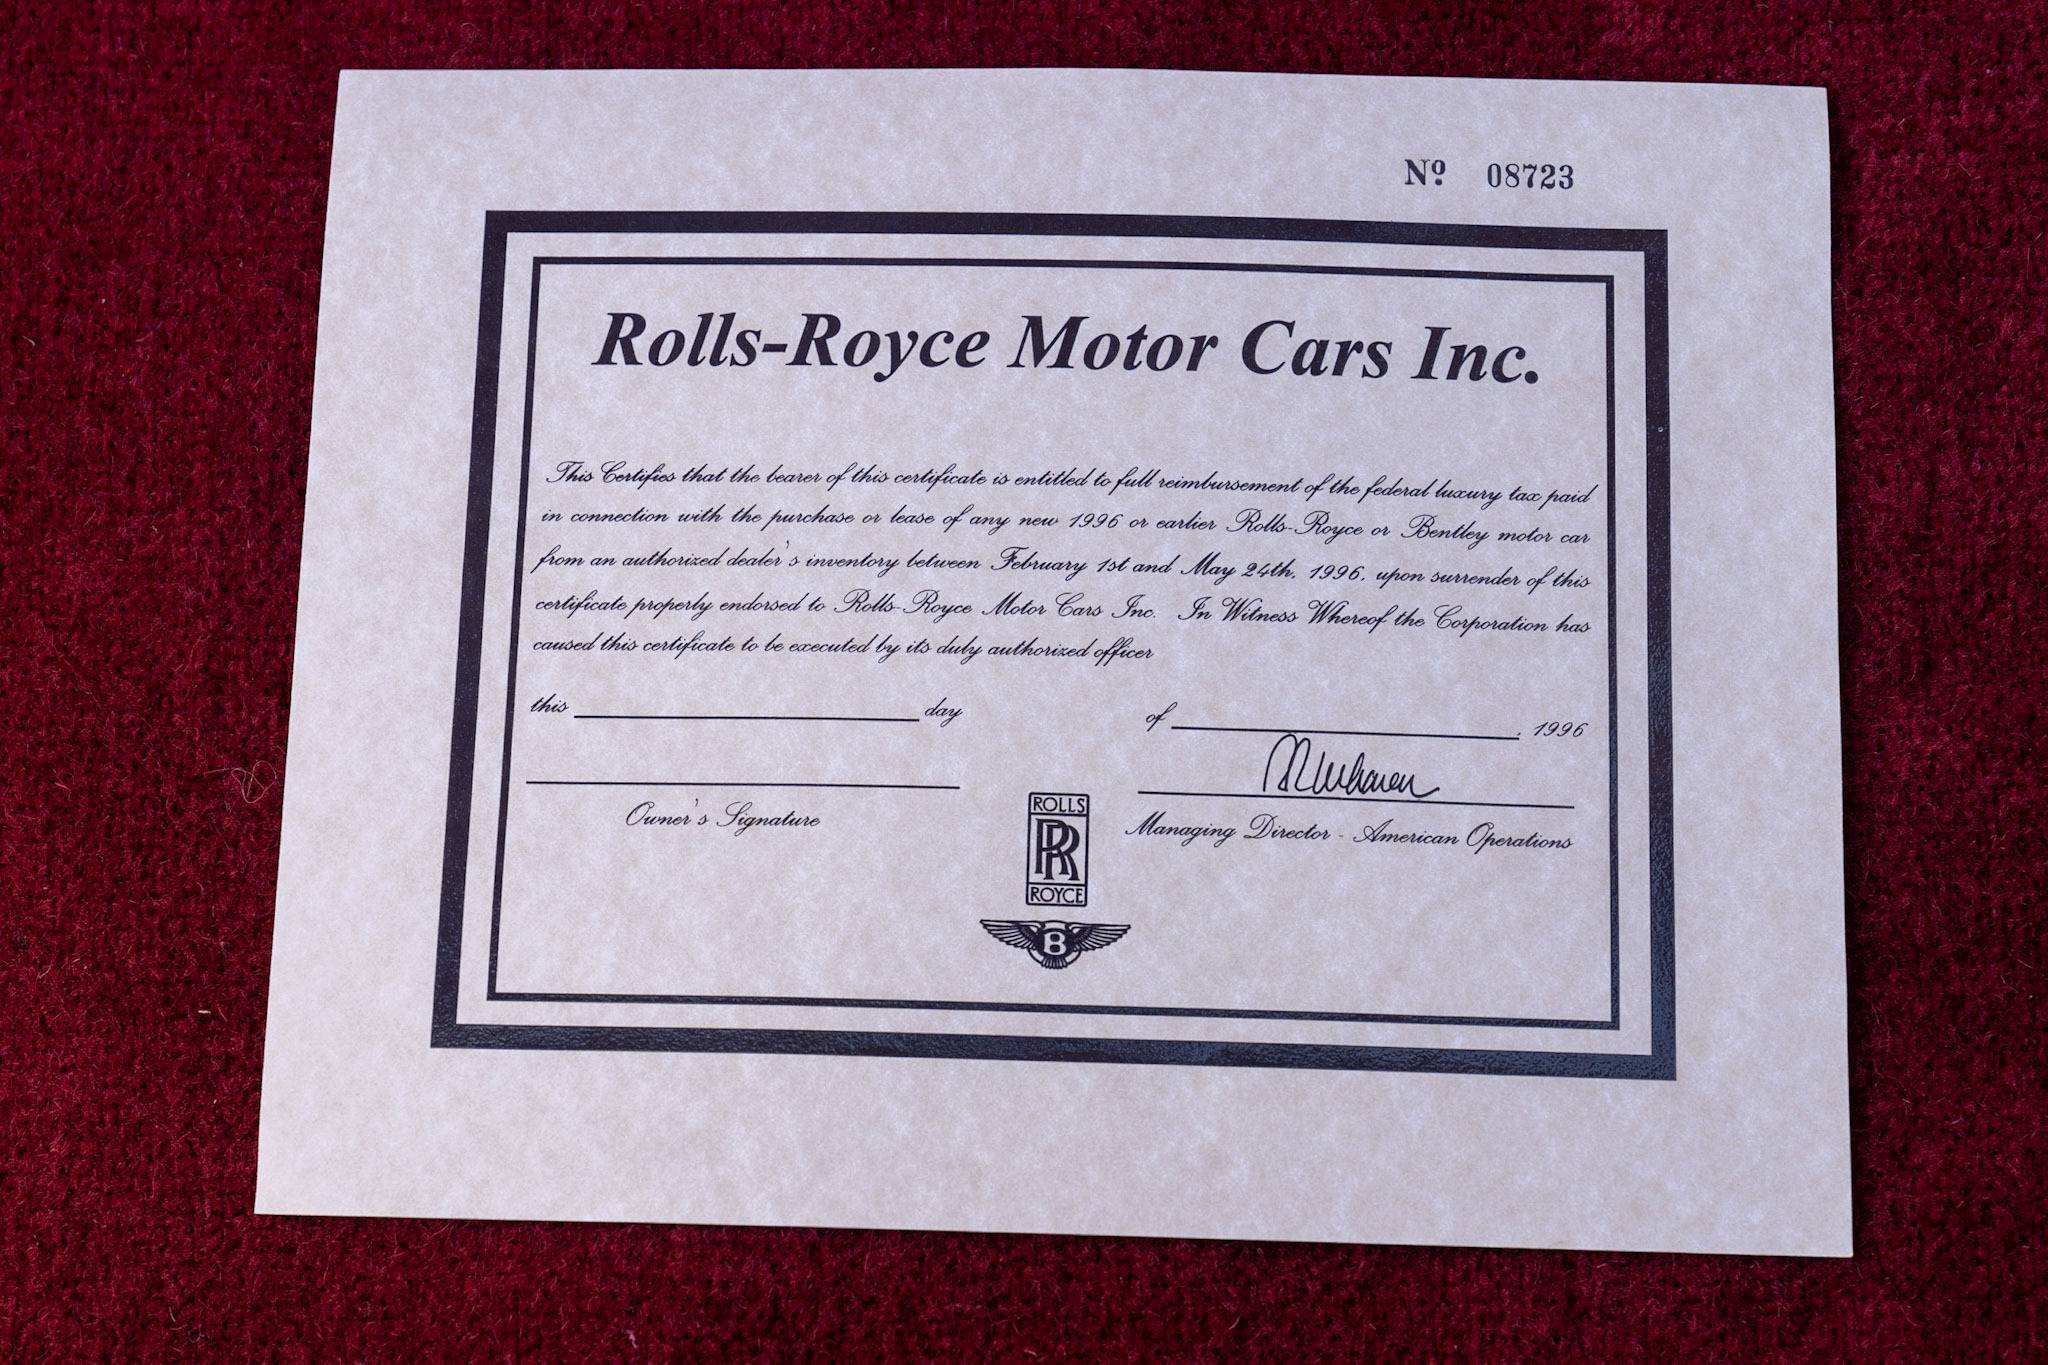 Nº 08723
Rolls-Royce Motor Cars Inc.
This Certifies that the bearer of this certificate is entitled to full reimbursement of the federal luxury tax paid
in connection with the purchase or lease of any new 1996 or earlier Rolls-Royce or Bentley motor car
from an authorized dealer's inventory between February 1st and May 24th, 1996, upon surrender of this
certificate properly endorsed to Rolls-Royce Motor Cars Inc. In Witness Whereof the Corporation has
caused this certificate to be executed by its duly authorized officer
this day of , 1996
Owner's Signature
Managing Director - American Operations
ROLLS
RR
ROYCE
B